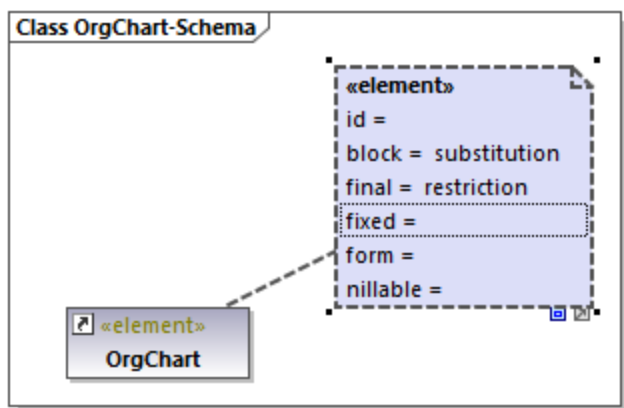 Class OrgChart-Schema
«element»
id =
block = substitution
final = restriction
fixed =
form =
nillable =
«element»
OrgChart